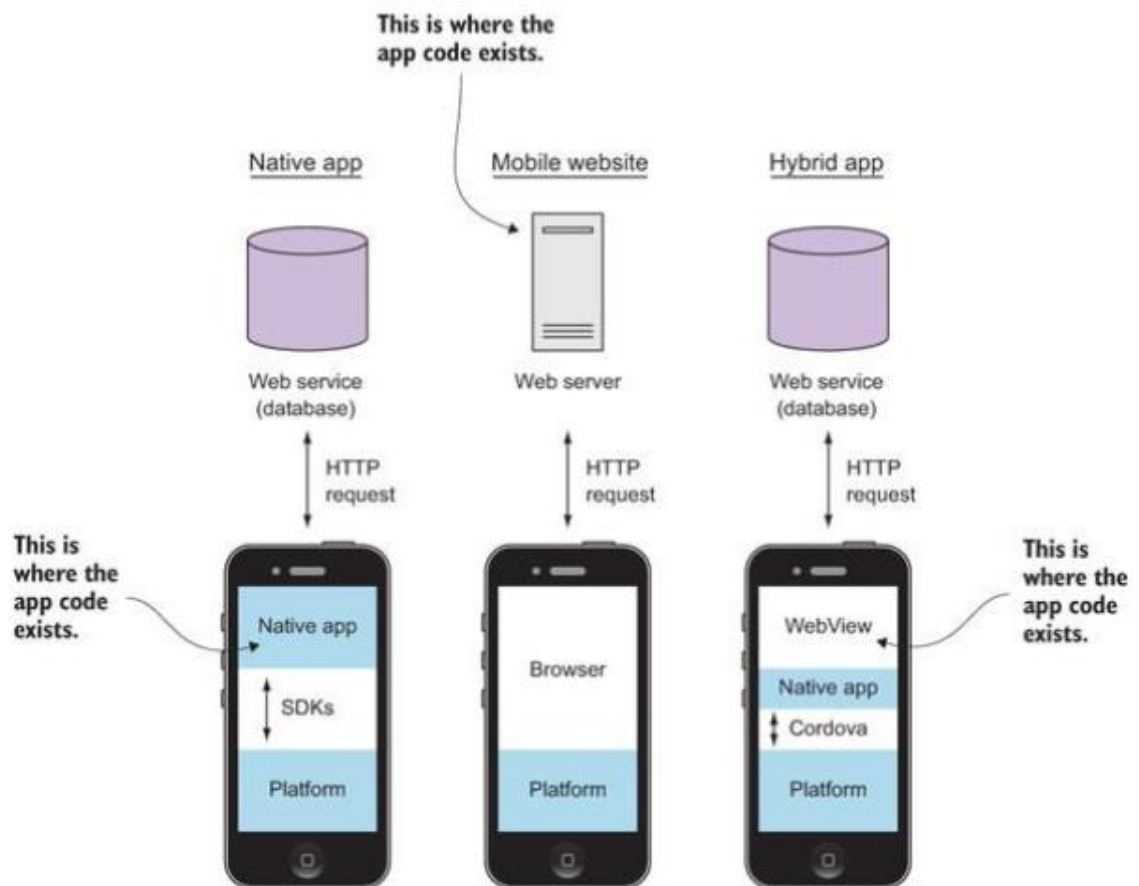 This is where the
app code exists.
Native app
Mobile website
Hybrid app
Web service
(database)
Web server
Web service
(database)
HTTP
request
HTTP
request
HTTP
request
This is
where the
app code
exists.
Native app
SDKs
Platform
Browser
Platform
WebView
Native app
Cordova
Platform
This is
where the
app code
exists.